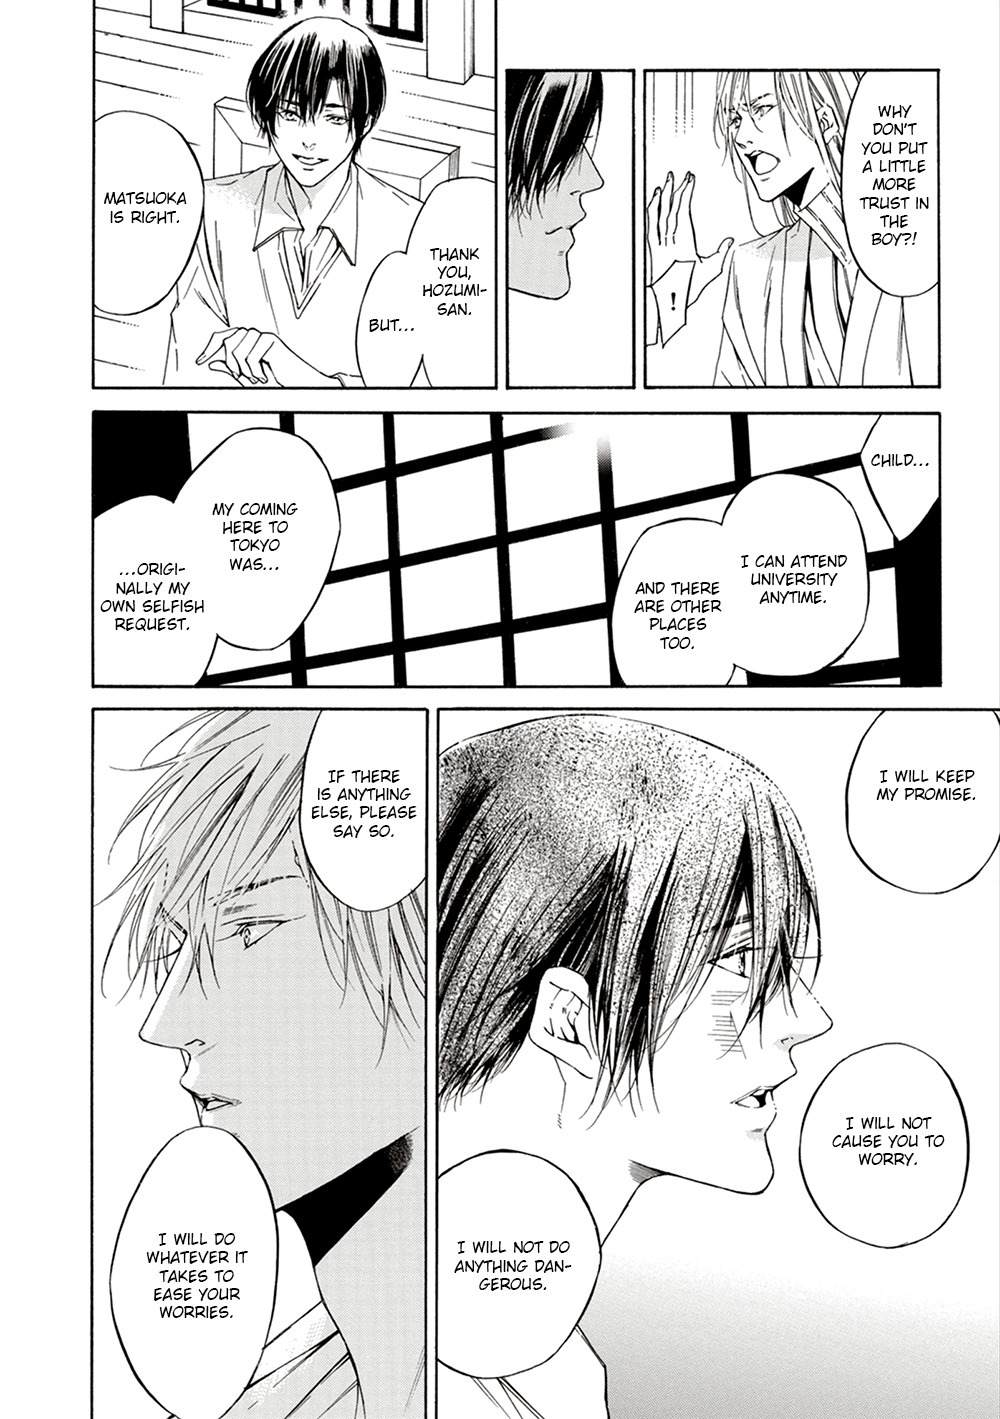 WHY
DON'T
YOU PUT
A LITTLE
MORE
TRUST IN
THE
BOY?!
!
THANK
YOU,
HOZUMI-
SAN.
BUT...
MATSUOKA
IS RIGHT.
CHILD...
I CAN ATTEND
UNIVERSITY
ANYTIME.
AND THERE
ARE OTHER
PLACES
TOO.
MY COMING
HERE TO
TOKYO
WAS...
...ORIGI-
NALLY MY
OWN SELFISH
REQUEST.
I WILL KEEP
MY PROMISE.
I WILL NOT
CAUSE YOU TO
WORRY.
I WILL NOT DO
ANYTHING DAN-
GEROUS.
IF THERE
IS ANYTHING
ELSE, PLEASE
SAY SO.
I WILL DO
WHATEVER IT
TAKES TO
EASE YOUR
WORRIES.